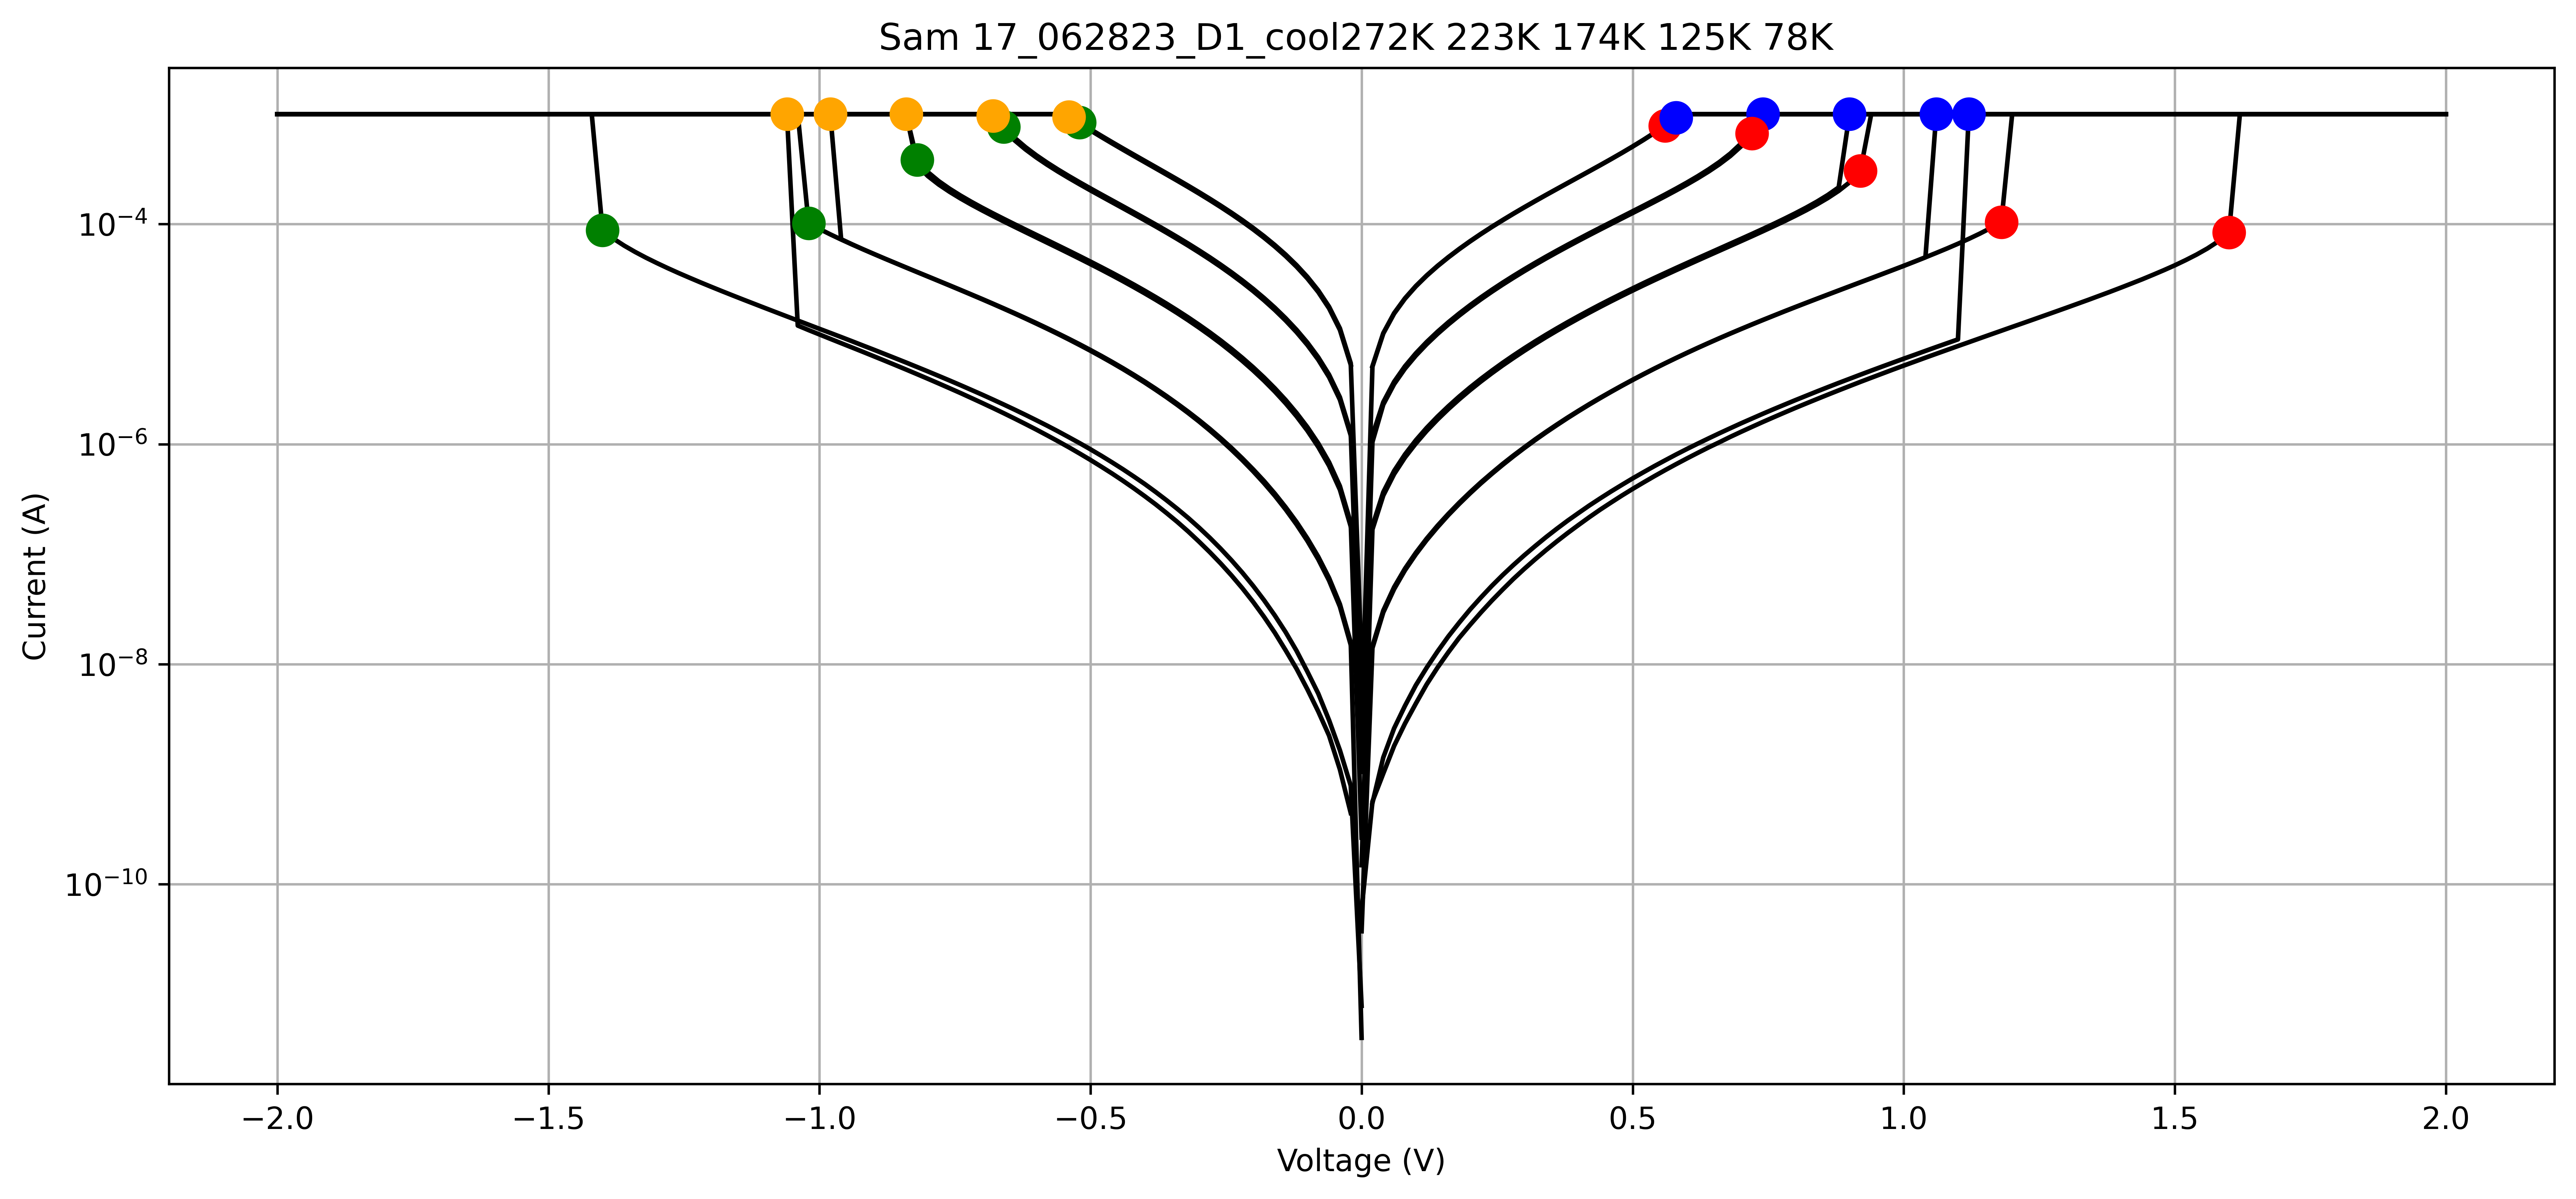 Sam 17_062823_D1_cool272K 223K 174K 125K 78K
Current (A)
10⁻⁴
10⁻⁶
10⁻⁸
10⁻¹⁰
−2.0 −1.5 −1.0 −0.5 0.0 0.5 1.0 1.5 2.0
Voltage (V)